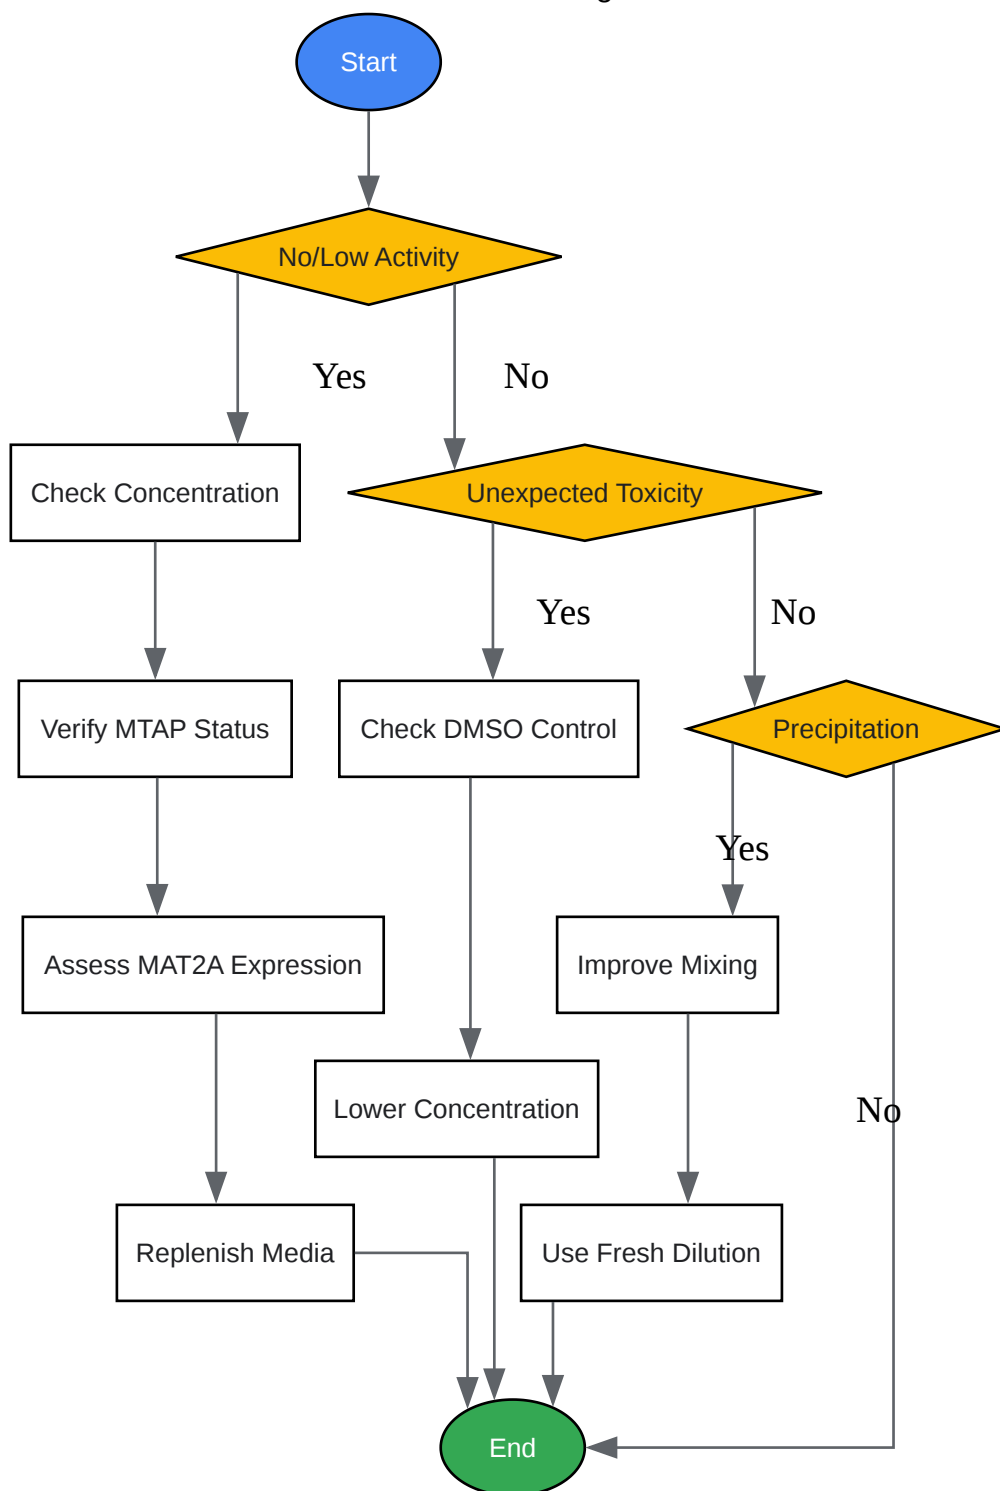 Start
No/Low Activity
Yes
No
Check Concentration
Unexpected Toxicity
Yes
No
Verify MTAP Status
Check DMSO Control
Precipitation
Yes
Assess MAT2A Expression
Improve Mixing
Lower Concentration
No
Replenish Media
Use Fresh Dilution
End